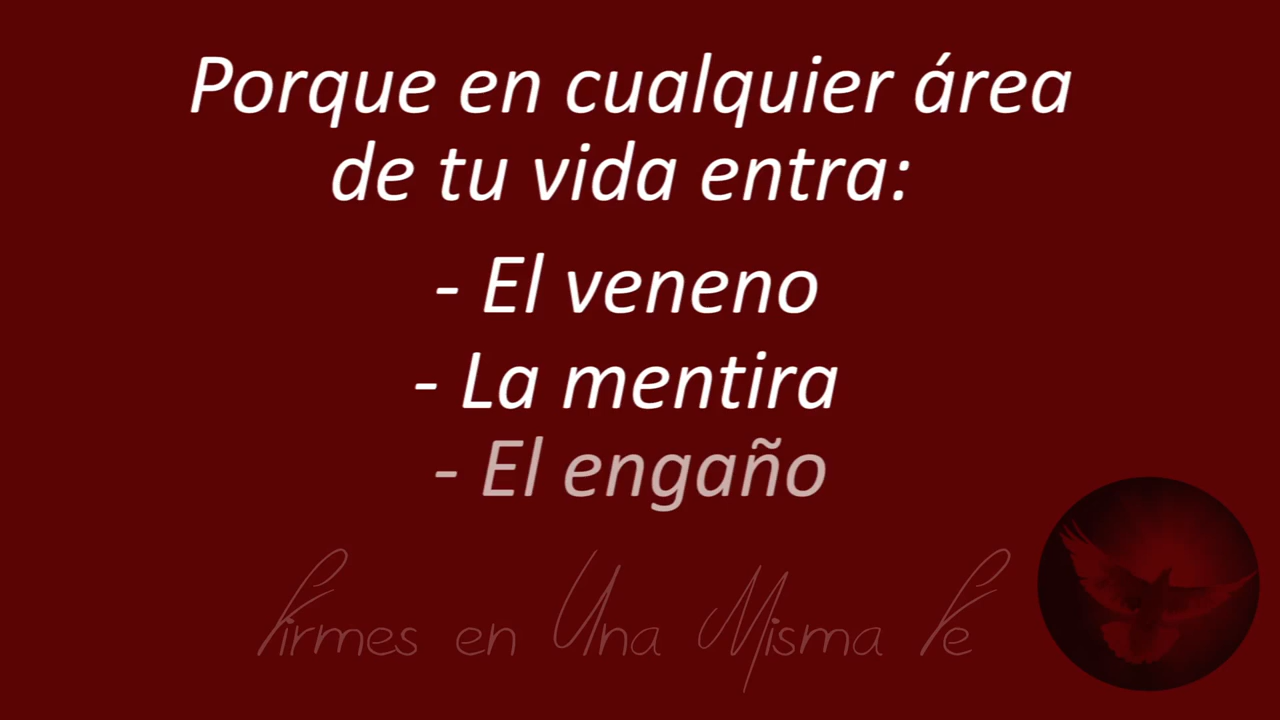 Porque en cualquier área
de tu vida entra:
- El veneno
- La mentira
- El engaño
Firmes en Una Misma Fe